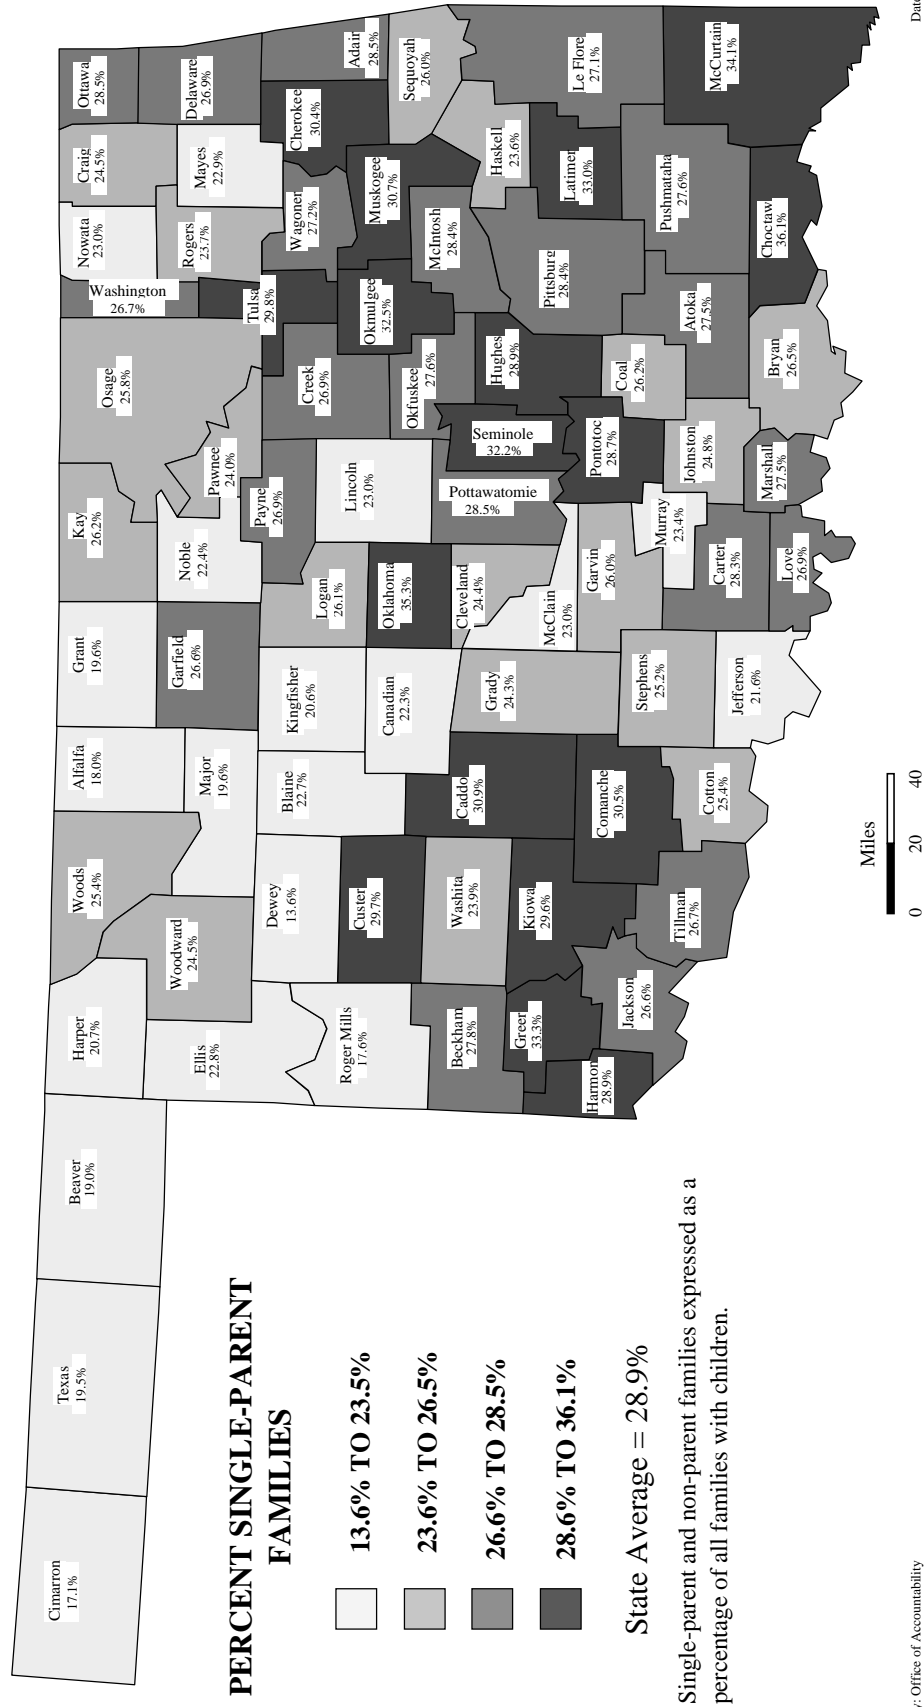 Cimarron
17.1%
Texas
19.5%
Beaver
19.0%
Harper
20.7%
Woods
25.4%
Alfalfa
18.0%
Grant
19.6%
Kay
26.2%
Osage
25.8%
Washington
26.7%
Nowata
23.0%
Craig
24.5%
Ottawa
28.5%
Ellis
22.8%
Woodward
24.5%
Major
19.6%
Garfield
26.6%
Noble
22.4%
Pawnee
24.0%
Rogers
23.7%
Mayes
22.9%
Delaware
26.9%
Roger Mills
17.6%
Dewey
13.6%
Blaine
22.7%
Kingfisher
20.6%
Logan
26.1%
Payne
26.9%
Creek
26.9%
Tulsa
29.8%
Wagoner
27.2%
Cherokee
30.4%
Adair
28.5%
Custer
29.7%
Canadian
22.3%
Oklahoma
35.3%
Lincoln
23.0%
Okfuskee
27.6%
Okmulgee
32.5%
Muskogee
30.7%
McIntosh
28.4%
Sequoyah
26.0%
Beckham
27.8%
Washita
23.9%
Caddo
30.9%
Grady
24.3%
Cleveland
24.4%
McClain
23.0%
Pottawatomie
28.5%
Seminole
32.2%
Hughes
28.9%
Pittsburg
28.4%
Haskell
23.6%
Latimer
33.0%
Le Flore
27.1%
Harmon
28.9%
Greer
33.3%
Kiowa
29.6%
Comanche
30.5%
Stephens
25.2%
Garvin
26.0%
Murray
23.4%
Pontotoc
28.7%
Coal
26.2%
Atoka
27.5%
Pushmataha
27.6%
McCurtain
34.1%
Jackson
26.6%
Tillman
26.7%
Cotton
25.4%
Jefferson
21.6%
Carter
28.3%
Love
26.9%
Johnston
24.8%
Marshall
27.5%
Bryan
26.5%
Choctaw
36.1%
PERCENT SINGLE-PARENT
FAMILIES
13.6% TO 23.5%
23.6% TO 26.5%
26.6% TO 28.5%
28.6% TO 36.1%
State Average = 28.9%
Single-parent and non-parent families expressed as a
percentage of all families with children.
Miles
0 20 40
y; Office of Accountability
Date